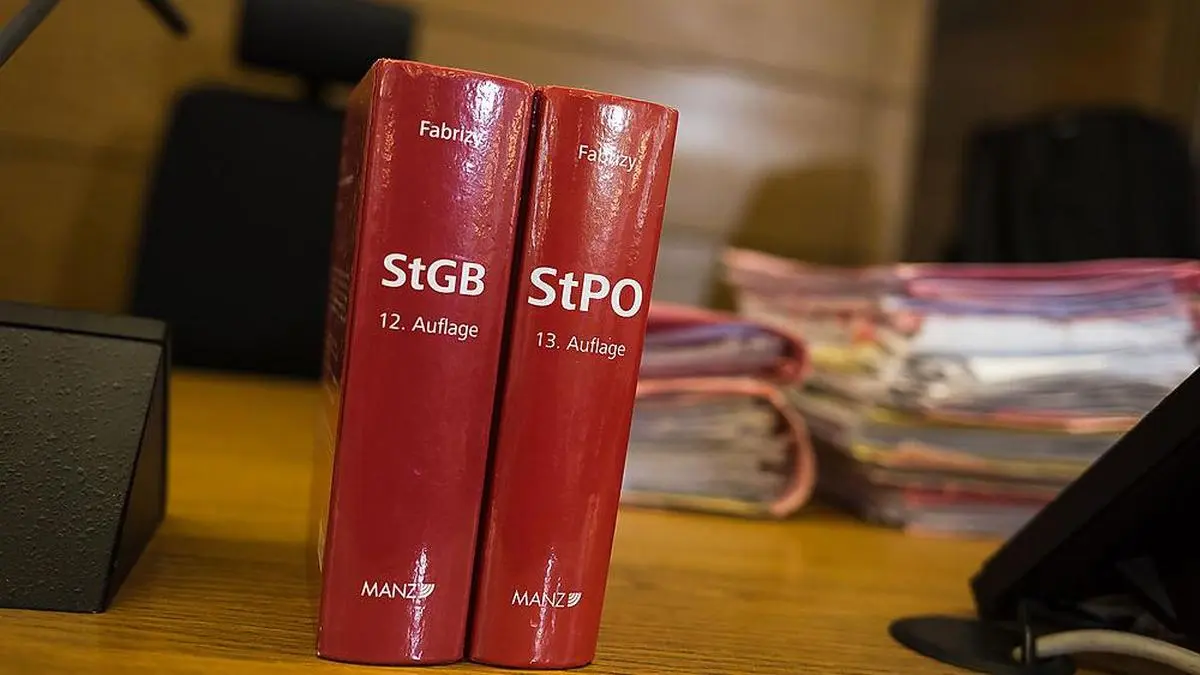 Fabrizy
StGB
12. Auflage
MANZ
Fabrizy
StPO
13. Auflage
MANZ